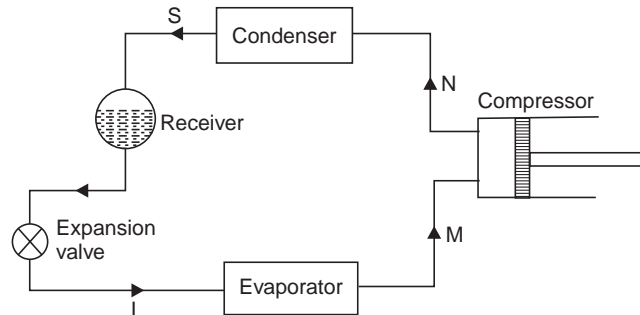 S
Condenser
N
Compressor
Receiver
Expansion
valve
M
Evaporator